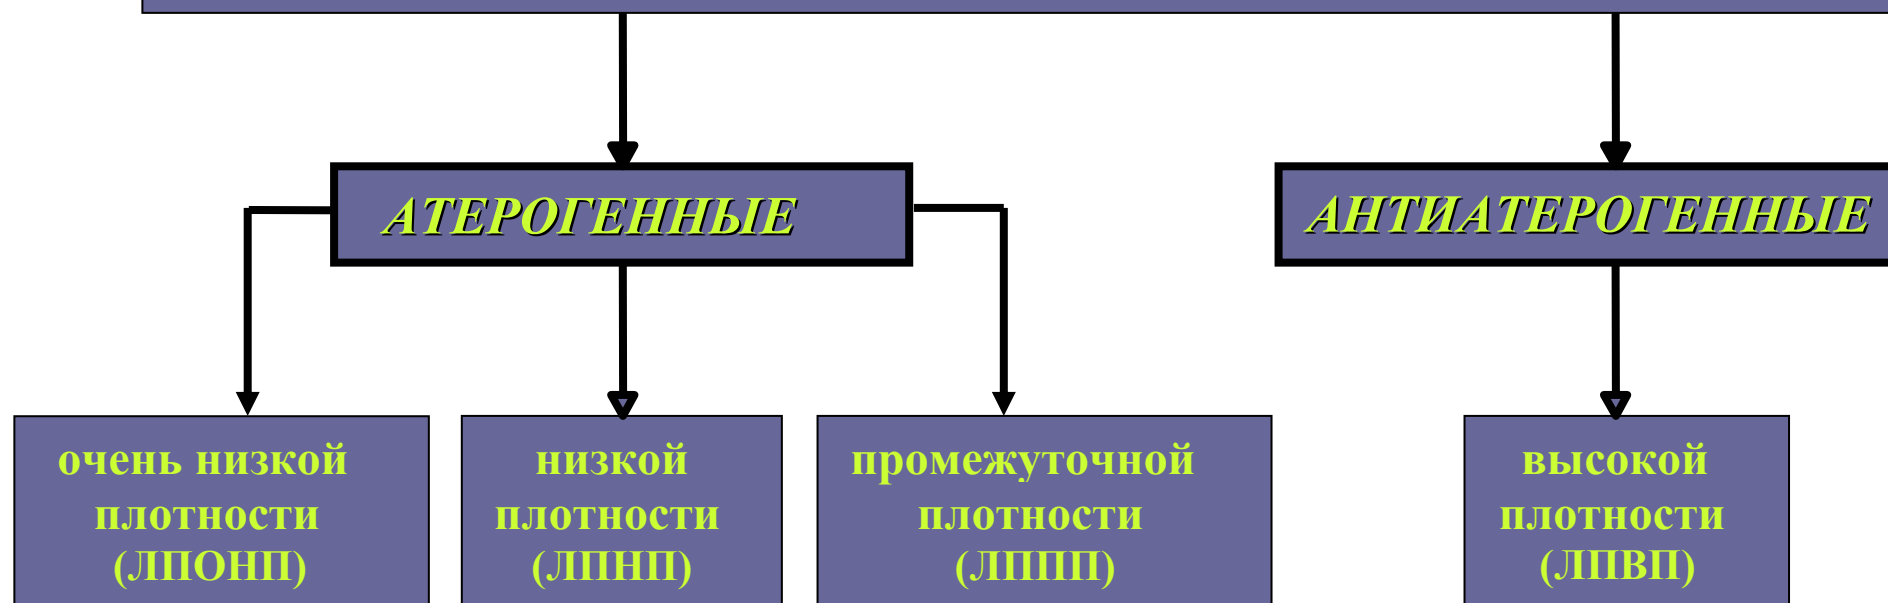 АТЕРОГЕННЫЕ
АНТИАТЕРОГЕННЫЕ
очень низкой
плотности
(ЛПОНП)
низкой
плотности
(ЛПНП)
промежуточной
плотности
(ЛППП)
высокой
плотности
(ЛПВП)